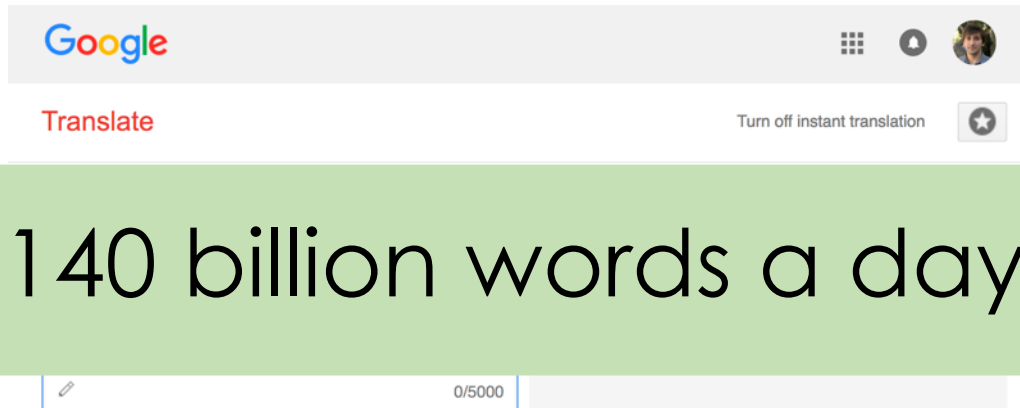 Google
Translate
Turn off instant translation
140 billion words a day
0/5000